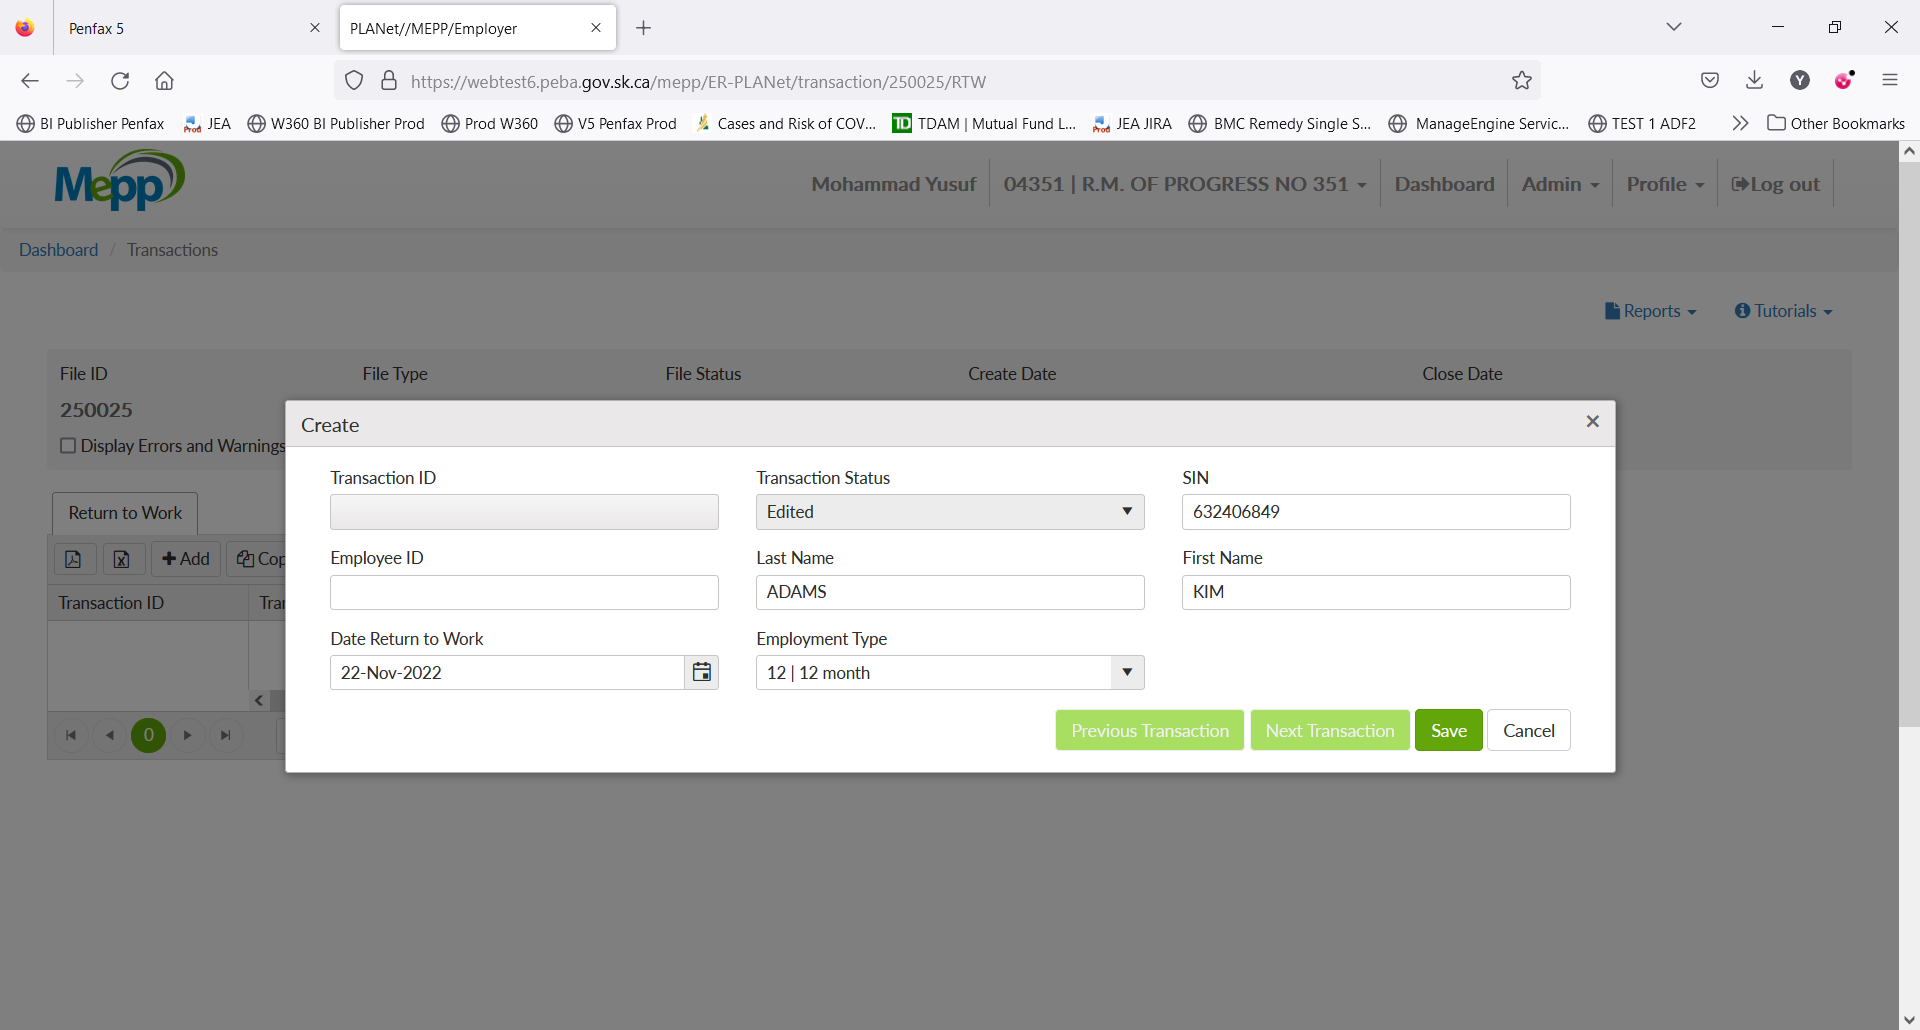 Penfax 5
PLANet//MEPP/Employer
https://webtest6.peba.gov.sk.ca/mepp/ER-PLANet/transaction/250025/RTW
Y
BI Publisher Penfax
Prod JEA
W360 BI Publisher Prod
Prod W360
V5 Penfax Prod
Cases and Risk of COV...
TD TDAM | Mutual Fund L...
Prod JEA JIRA
BMC Remedy Single S...
ManageEngine Servic...
TEST 1 ADF2
Other Bookmarks
Mepp
Mohammad Yusuf
04351 | R.M. OF PROGRESS NO 351
Dashboard
Admin
Profile
Log out
Dashboard / Transactions
Reports
Tutorials
File ID
File Type
File Status
Create Date
Close Date
250025
Display Errors and Warnings
Create
Transaction ID
Transaction Status
SIN
Edited
632406849
Return to Work
Employee ID
Last Name
First Name
Add
Cop
ADAMS
KIM
Transaction ID
Tra
Date Return to Work
Employment Type
22-Nov-2022
12 | 12 month
0
Previous Transaction
Next Transaction
Save
Cancel